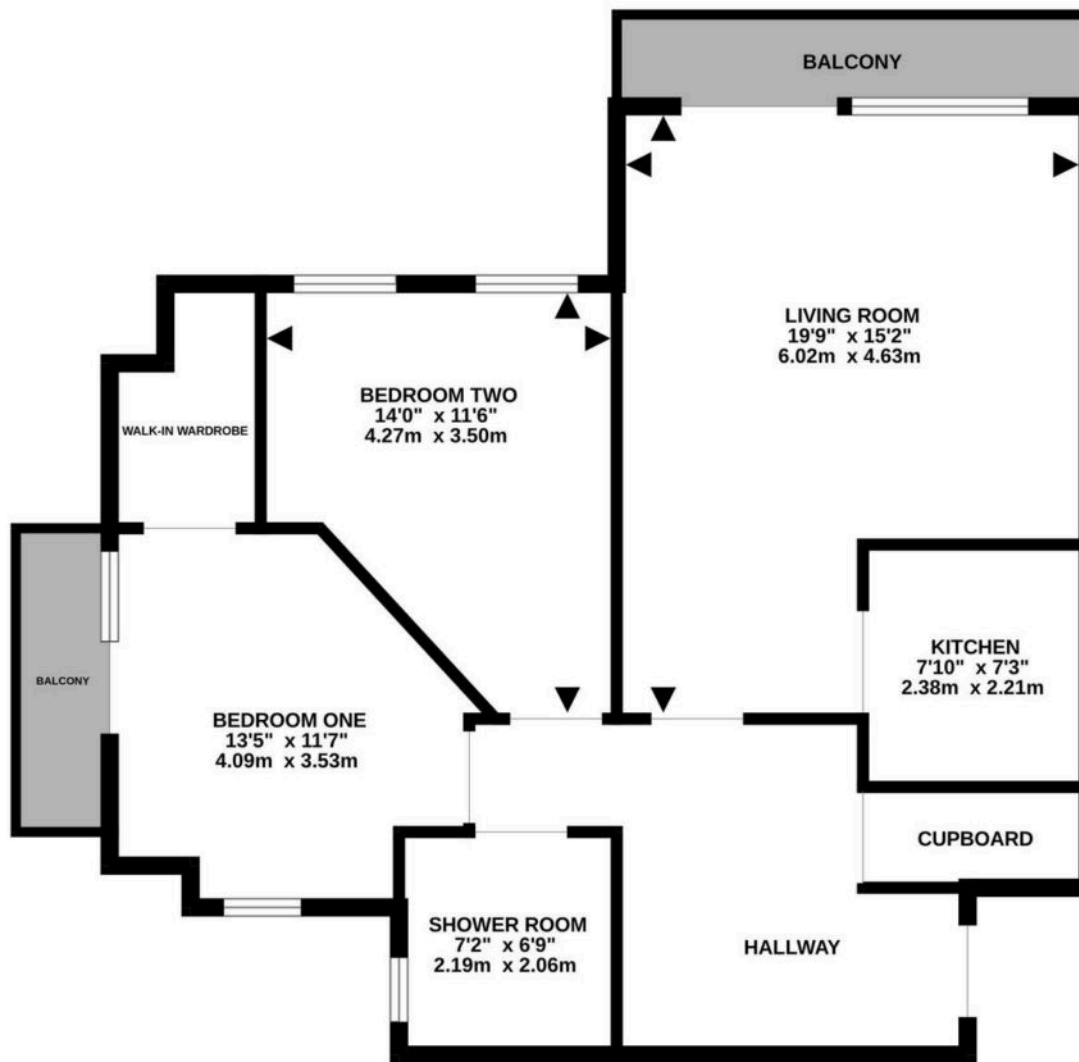 BALCONY
LIVING ROOM
19'9" x 15'2"
6.02m x 4.63m
BEDROOM TWO
14'0" x 11'6"
4.27m x 3.50m
WALK-IN WARDROBE
KITCHEN
7'10" x 7'3"
2.38m x 2.21m
BALCONY
BEDROOM ONE
13'5" x 11'7"
4.09m x 3.53m
CUPBOARD
SHOWER ROOM
7'2" x 6'9"
2.19m x 2.06m
HALLWAY